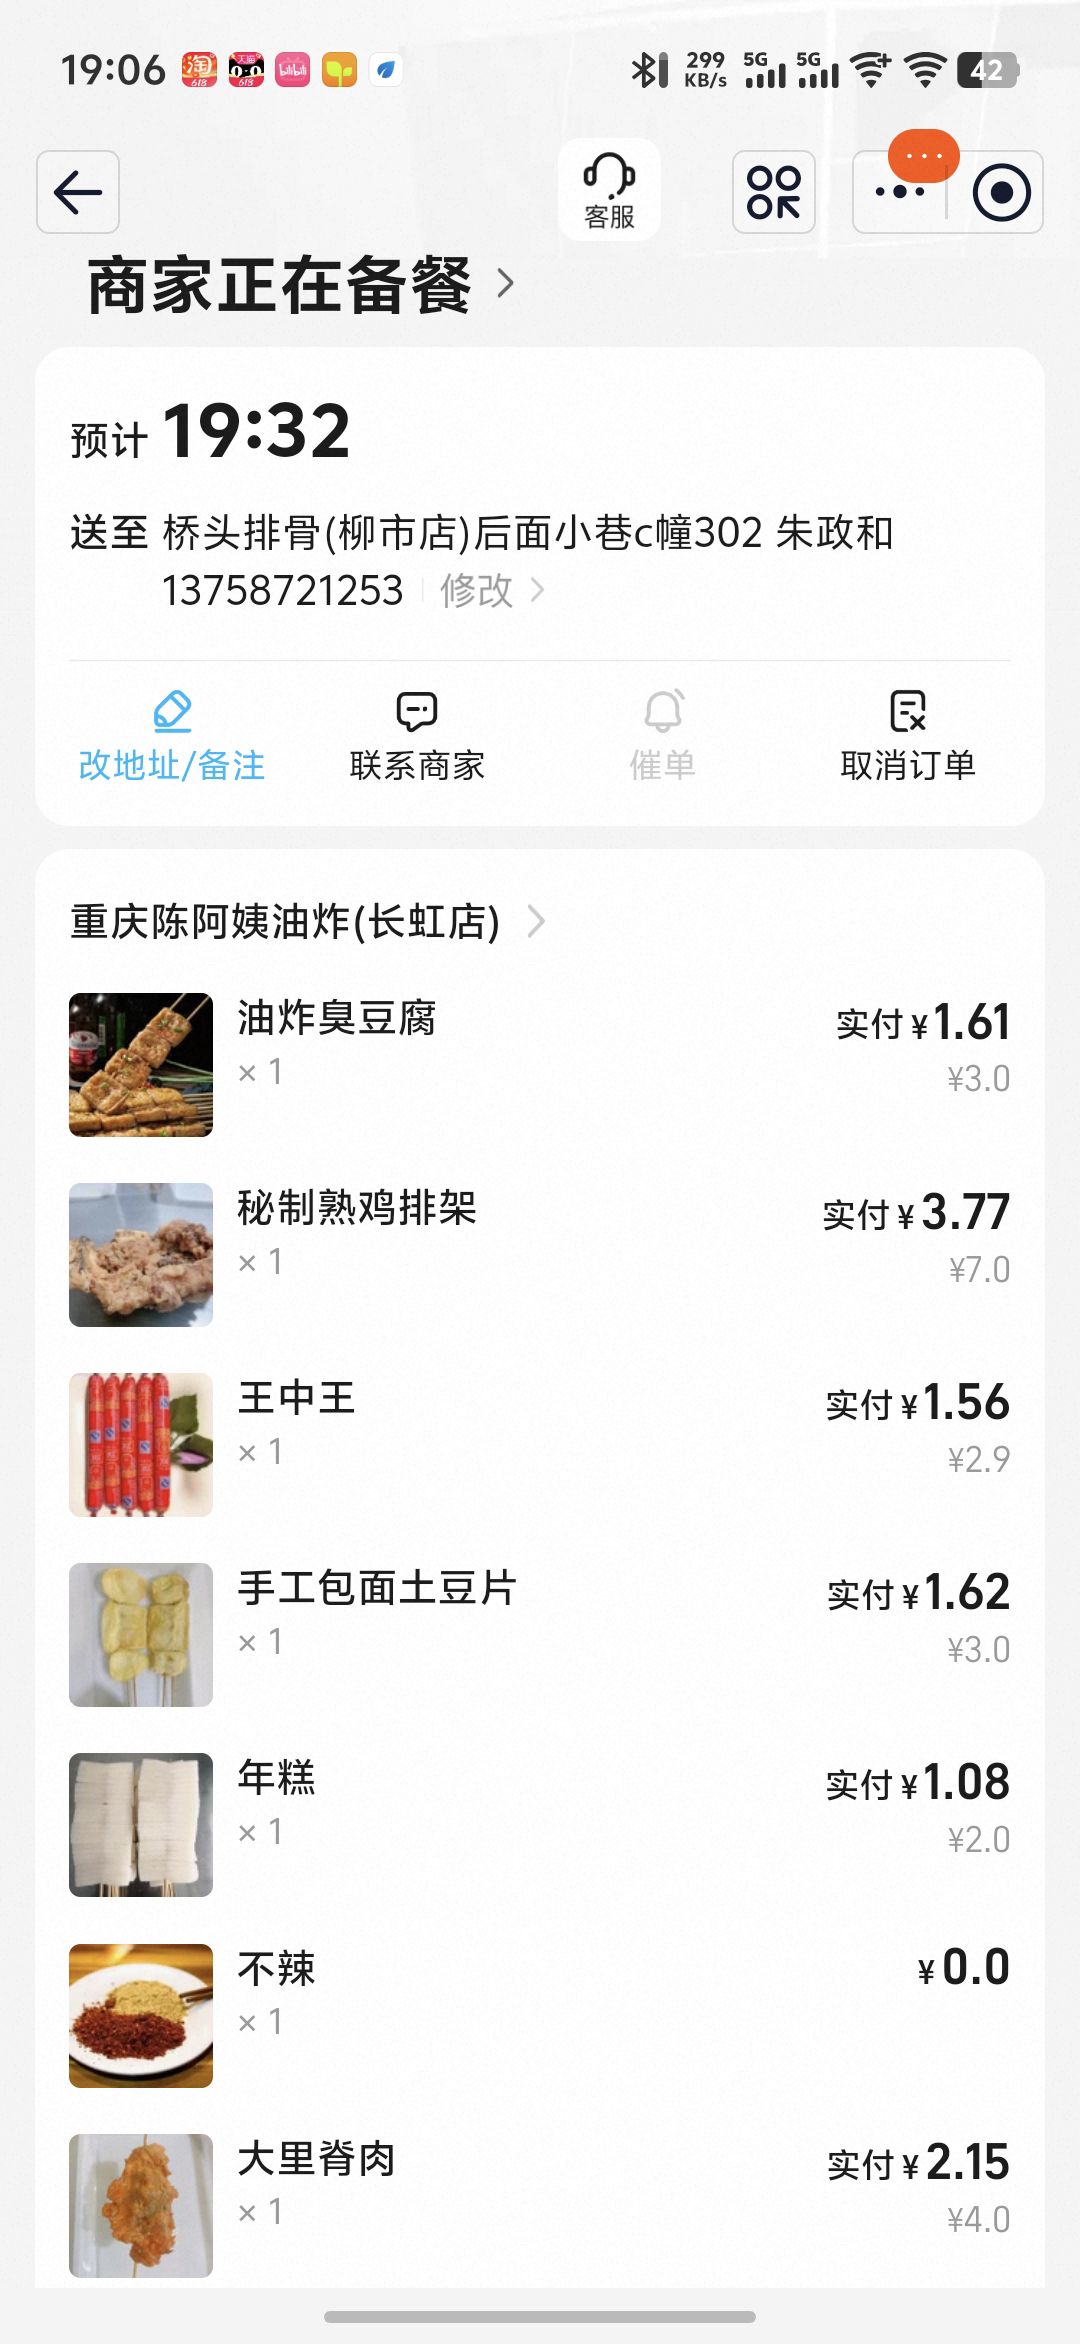 19:06
299 KB/s 5G 5G 42
客服
商家正在备餐
预计 19:32
送至 桥头排骨(柳市店)后面小巷c幢302 朱政和
13758721253 修改
改地址/备注 联系商家 催单 取消订单
重庆陈阿姨油炸(长虹店)
油炸臭豆腐 实付 ¥1.61
× 1 ¥3.0
秘制熟鸡排架 实付 ¥3.77
× 1 ¥7.0
王中王 实付 ¥1.56
× 1 ¥2.9
手工包面土豆片 实付 ¥1.62
× 1 ¥3.0
年糕 实付 ¥1.08
× 1 ¥2.0
不辣 ¥0.0
× 1
大里脊肉 实付 ¥2.15
× 1 ¥4.0